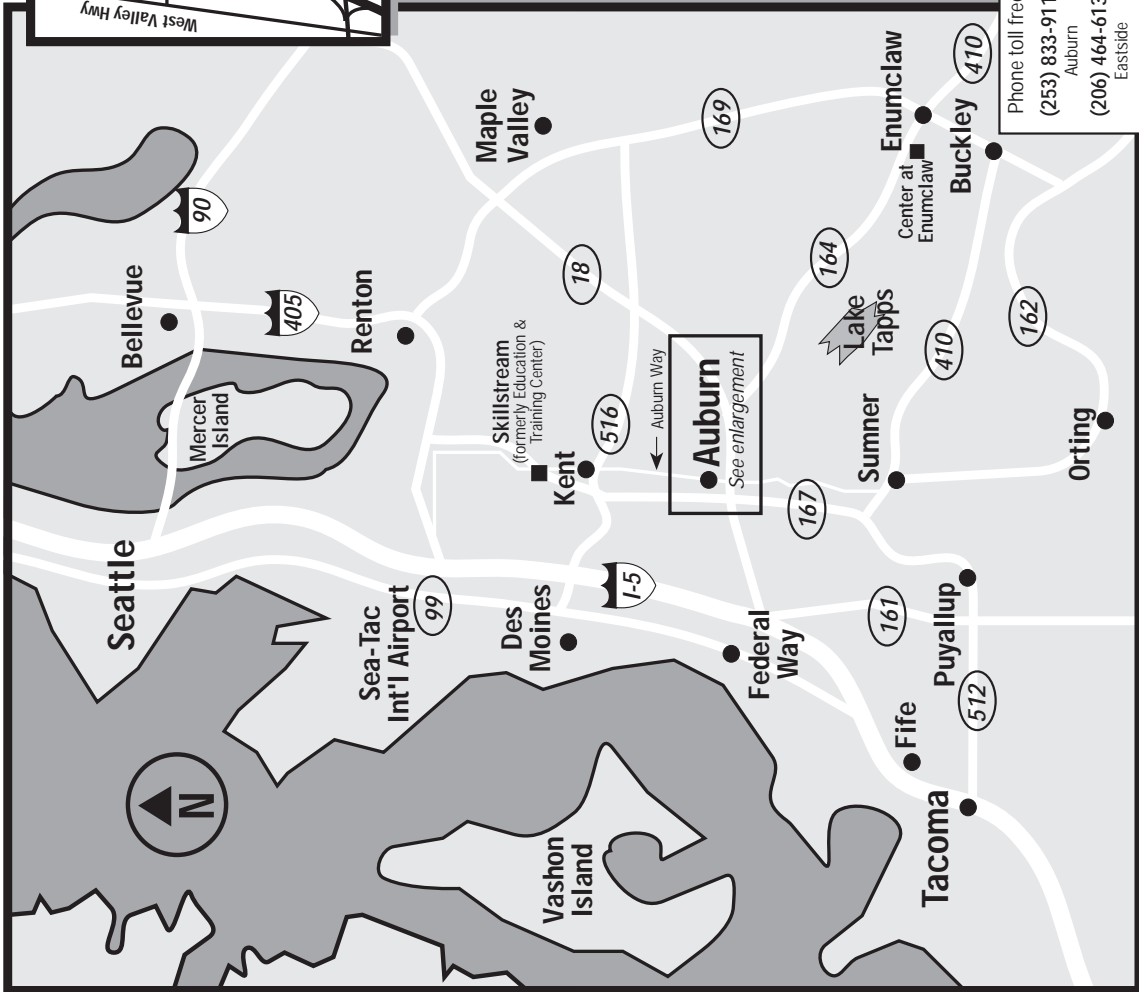 West Valley Hwy
Seattle
Bellevue
90
N
Mercer
Island
405
Renton
Sea-Tac
Int'l Airport
99
Maple
Valley
Skillstream
(formerly Education &
Training Center)
Des
Moines
Kent
18
516
Vashon
Island
I-5
Auburn Way
Auburn
See enlargement
169
Federal
Way
167
164
Lake
Tapps
161
Sumner
Enumclaw
Center at
Enumclaw
Fife
Puyallup
410
Buckley
410
Tacoma
512
162
Orting
Phone toll free
(253) 833-911
Auburn
(206) 464-613
Eastside